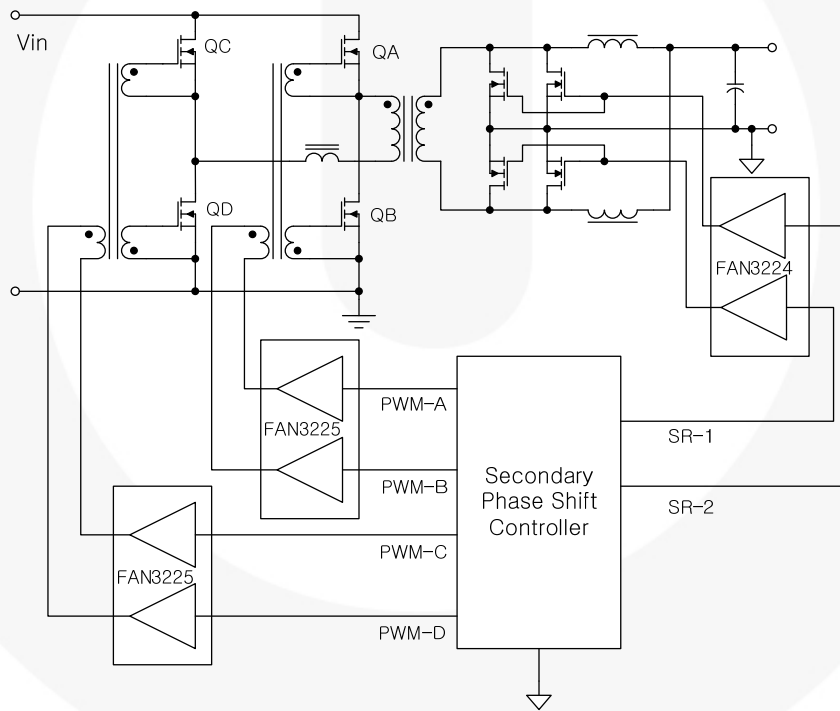 Vin
QC
QA
QD
QB
FAN3224
PWM-A
FAN3225
PWM-B
SR-1
Secondary
Phase Shift
Controller
SR-2
PWM-C
FAN3225
PWM-D